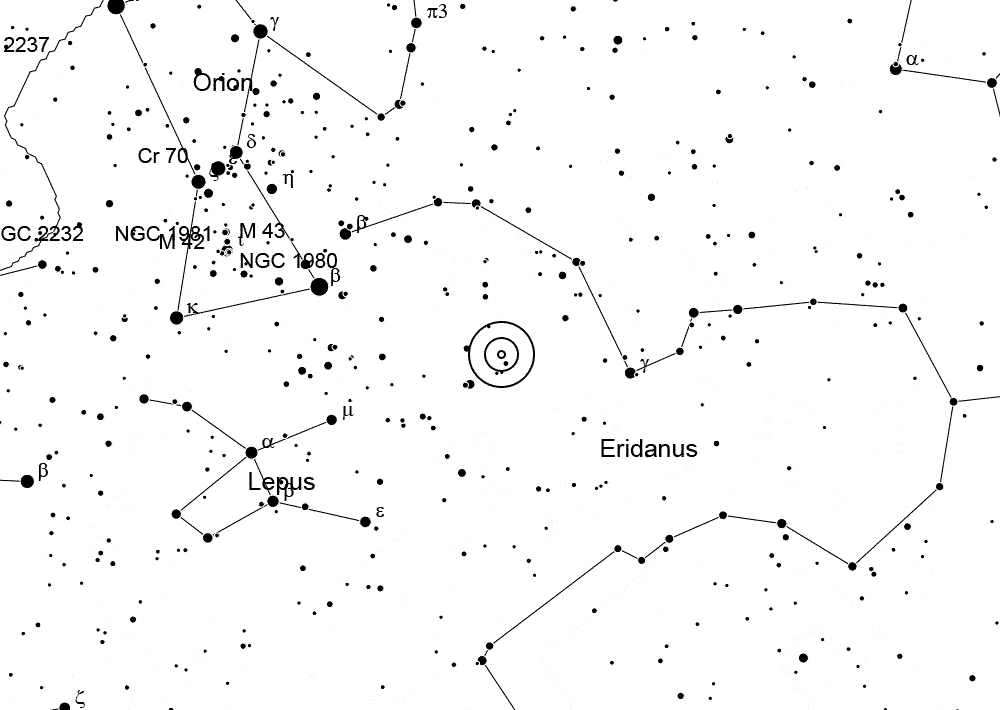 π3
γ
2237
α
Orion
Cr 70
δ
ε
ζ
η
GC 2232
NGC 1981
M 42
ι
M 43
β
NGC 1980
β
κ
γ
μ
α
Eridanus
β
Lepus
β
ε
ζ